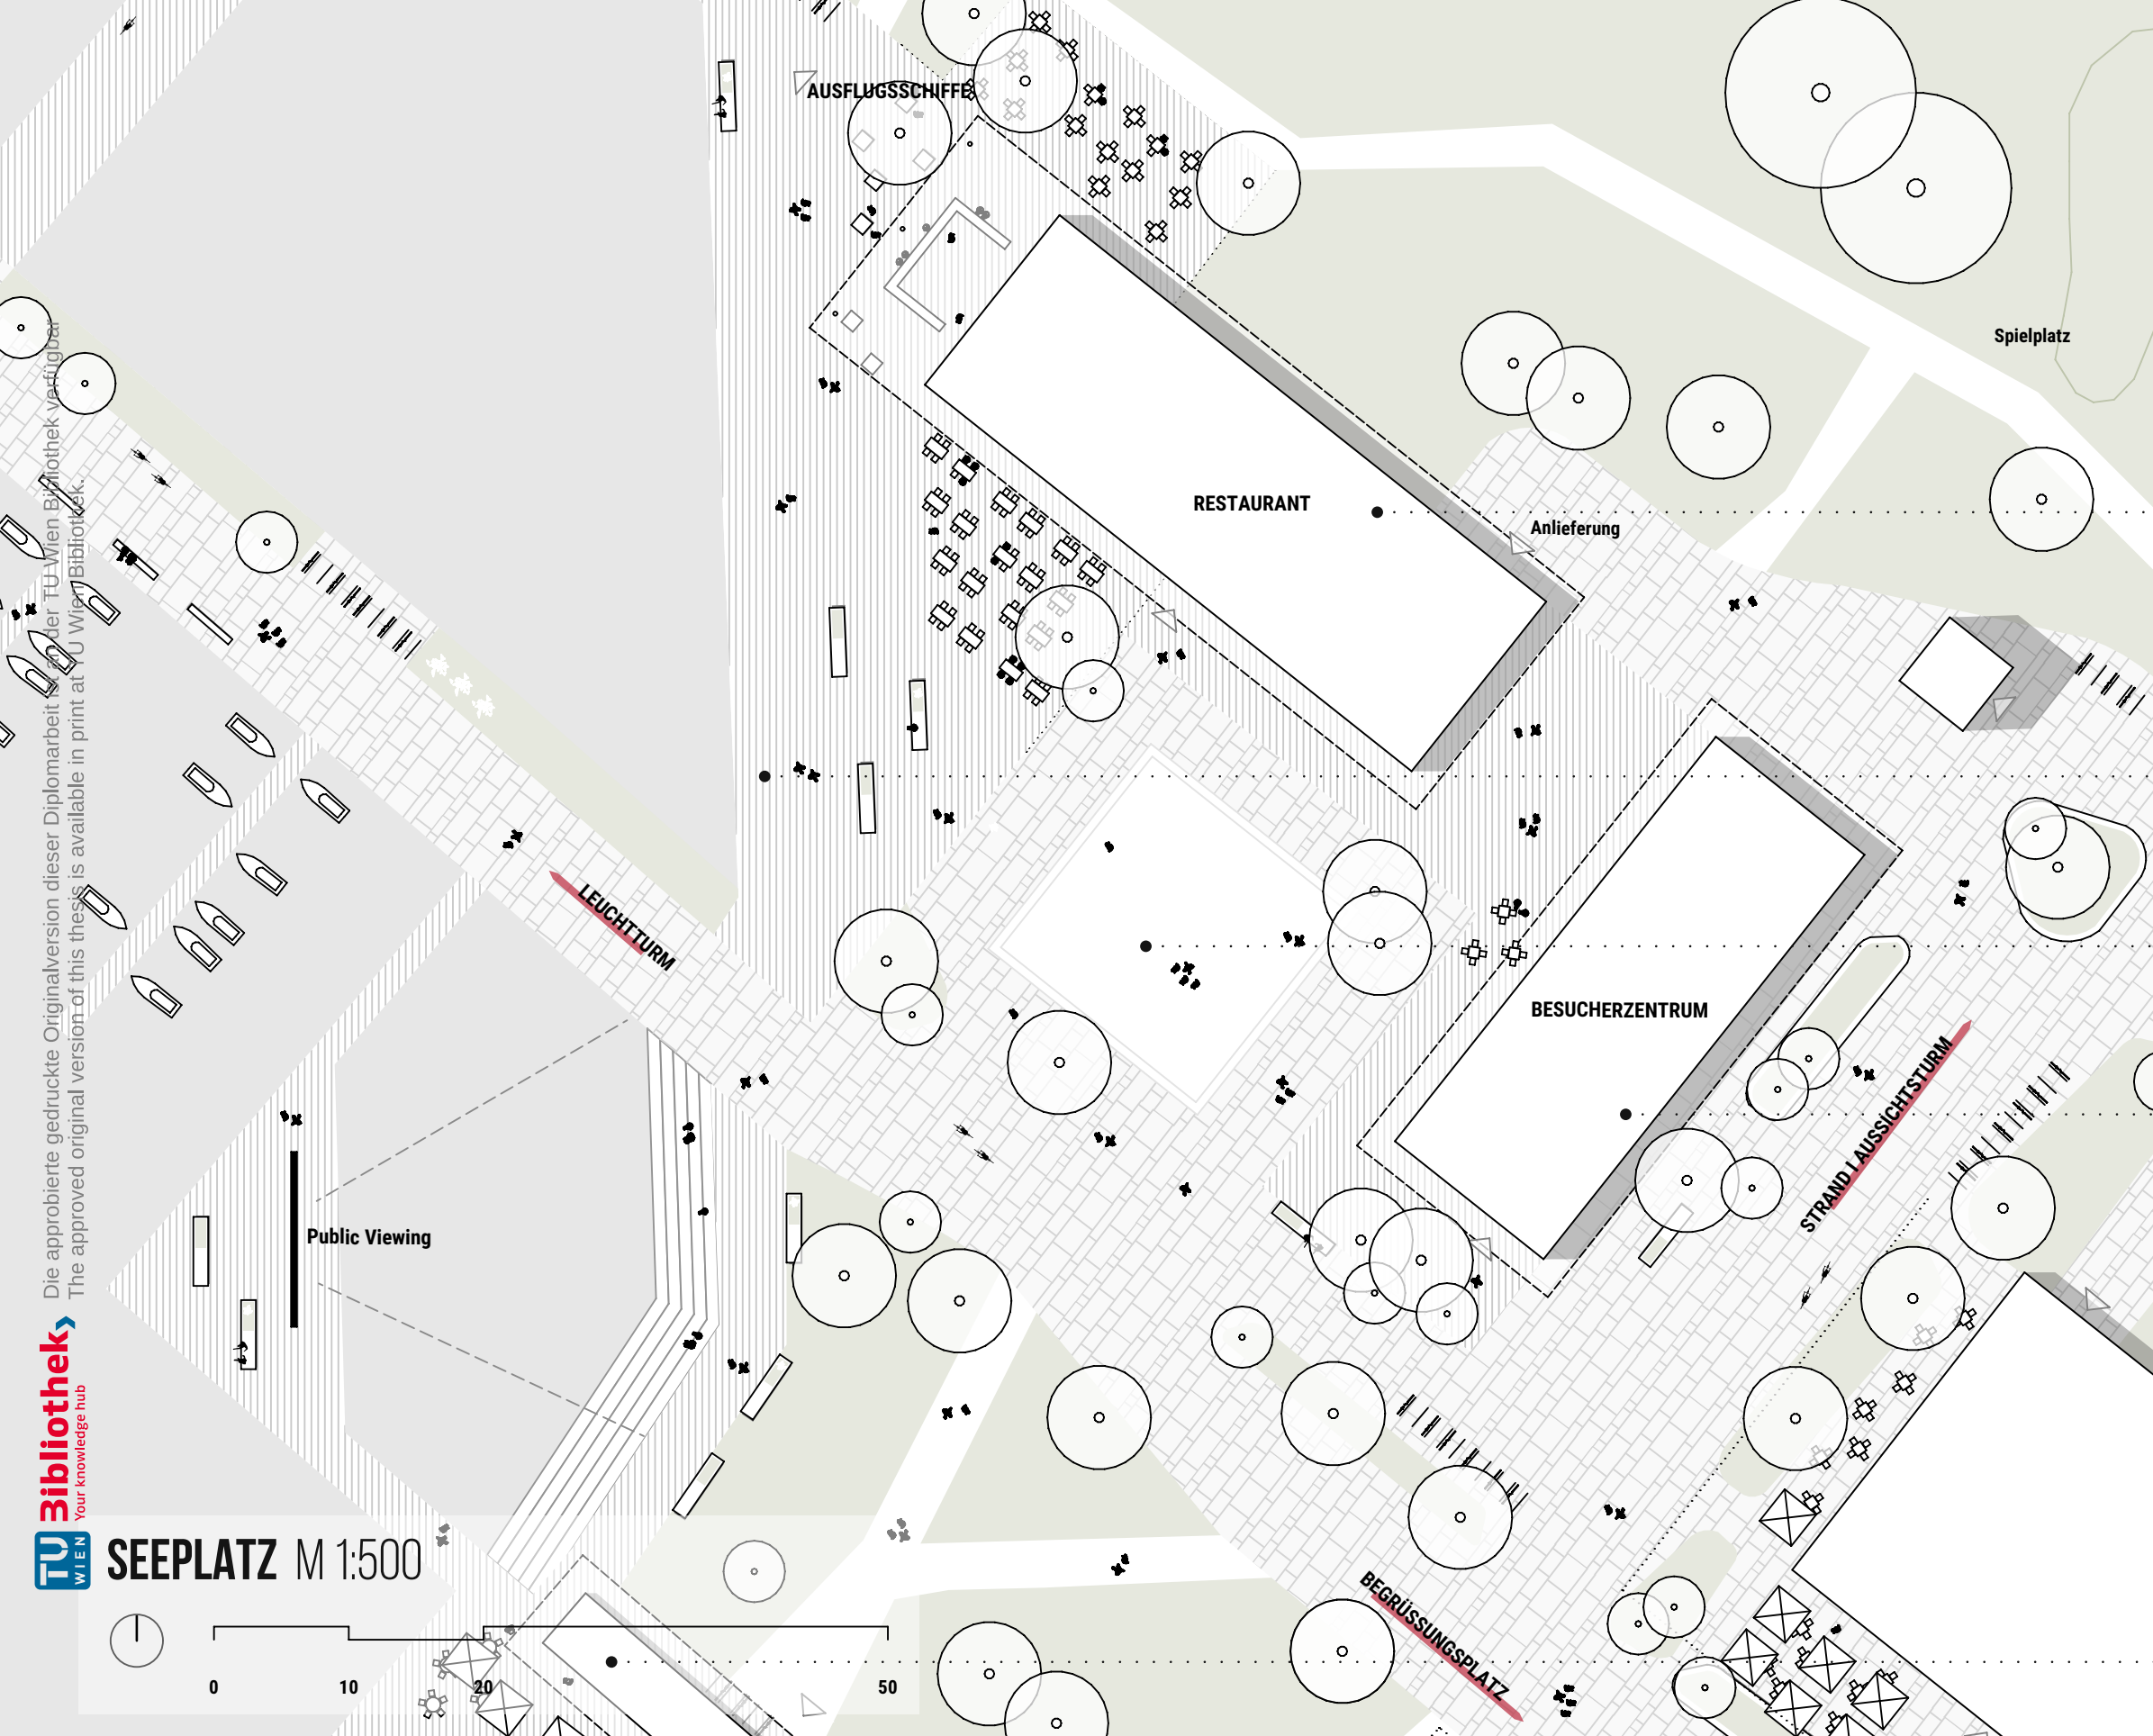 AUSFLUGSSCHIFFE
Spielplatz
RESTAURANT
Anlieferung
LEUCHTTURM
BESUCHERZENTRUM
STRAND I AUSSICHTSTURM
Public Viewing
BEGRÜSSUNGSPLATZ
SEEPLATZ M 1:500
0 10 20 50
Die approbierte gedruckte Originalversion dieser Diplomarbeit ist an der TU Wien Bibliothek verfügbar
The approved original version of this thesis is available in print at TU Wien Bibliothek.
TU WIEN Bibliothek
Your knowledge hub